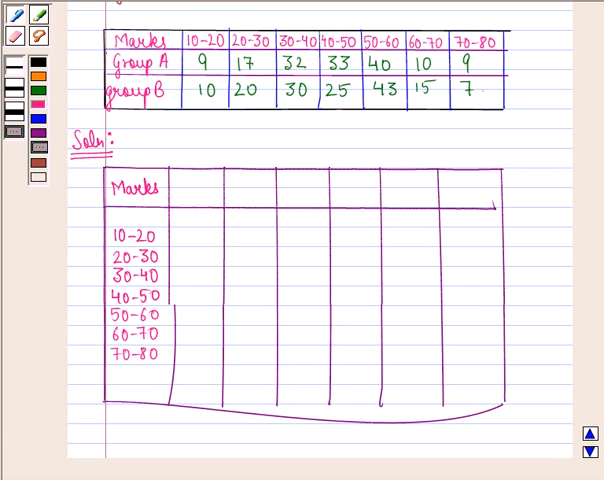 Marks 10-20 20-30 30-40 40-50 50-60 60-70 70-80
Group A 9 17 32 33 40 10 9
group B 10 20 30 25 43 15 7
Soln:
Marks
10-20
20-30
30-40
40-50
50-60
60-70
70-80